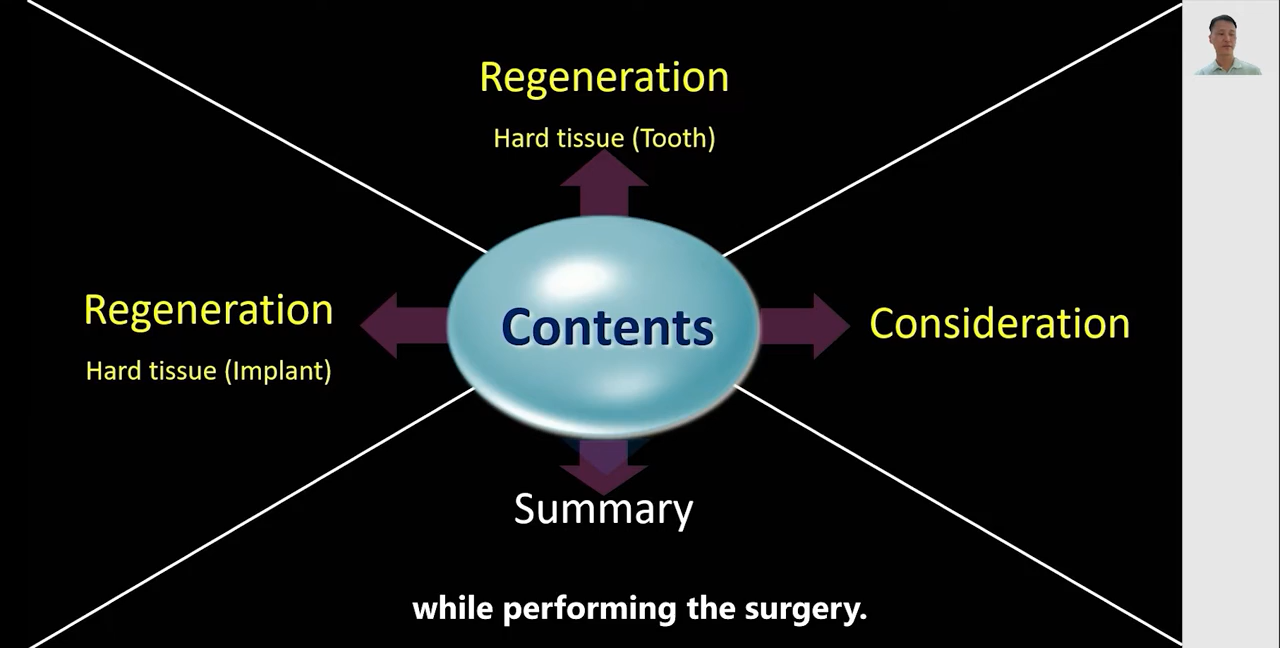 Regeneration
Hard tissue (Tooth)
Regeneration
Hard tissue (Implant)
Contents
Consideration
Summary
while performing the surgery.